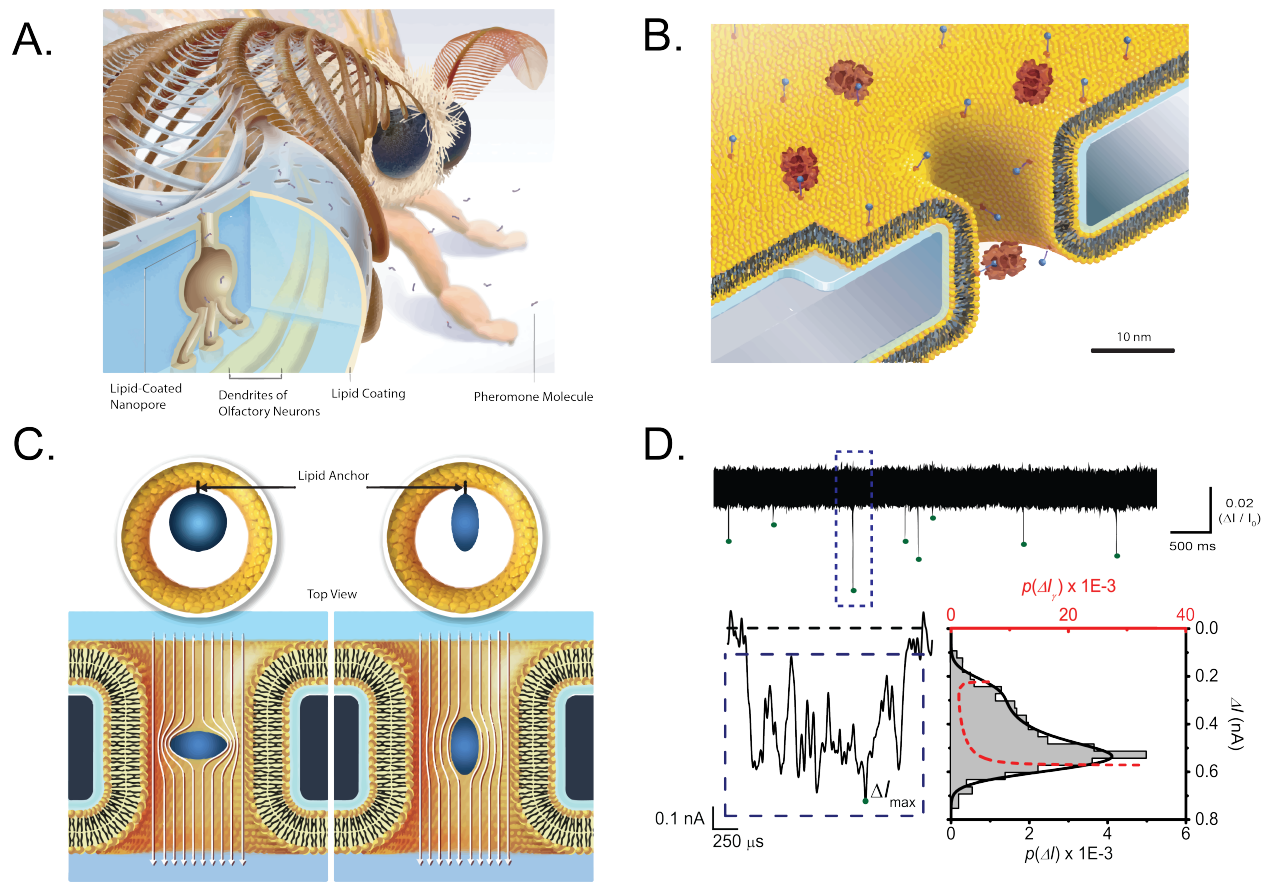 A.
Lipid-Coated
Nanopore
Dendrites of
Olfactory Neurons
Lipid Coating
Pheromone Molecule
B.
10 nm
C.
Lipid Anchor
Top View
D.
0.02
(ΔI / I₀)
500 ms
p(ΔIᵧ) x 1E-3
0 20 40
0.0
0.2
0.4
0.6
0.8
ΔI (nA)
ΔI max
0.1 nA
250 μs
0 2 4 6
p(ΔI) x 1E-3